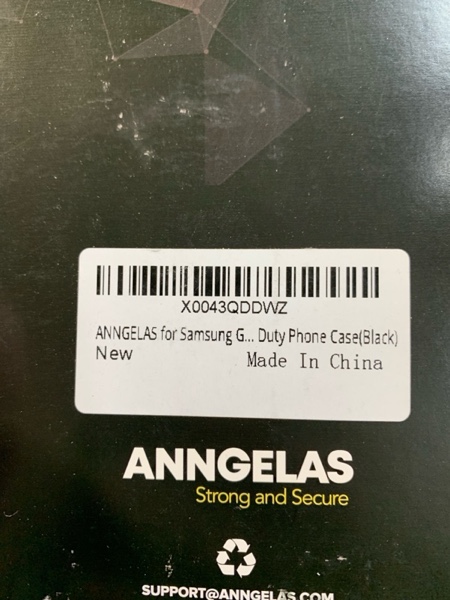 X0043QDDWZ
ANNGELAS for Samsung G... Duty Phone Case(Black)
New
Made In China
ANNGELAS
Strong and Secure
SUPPORT@ANNGELAS.COM